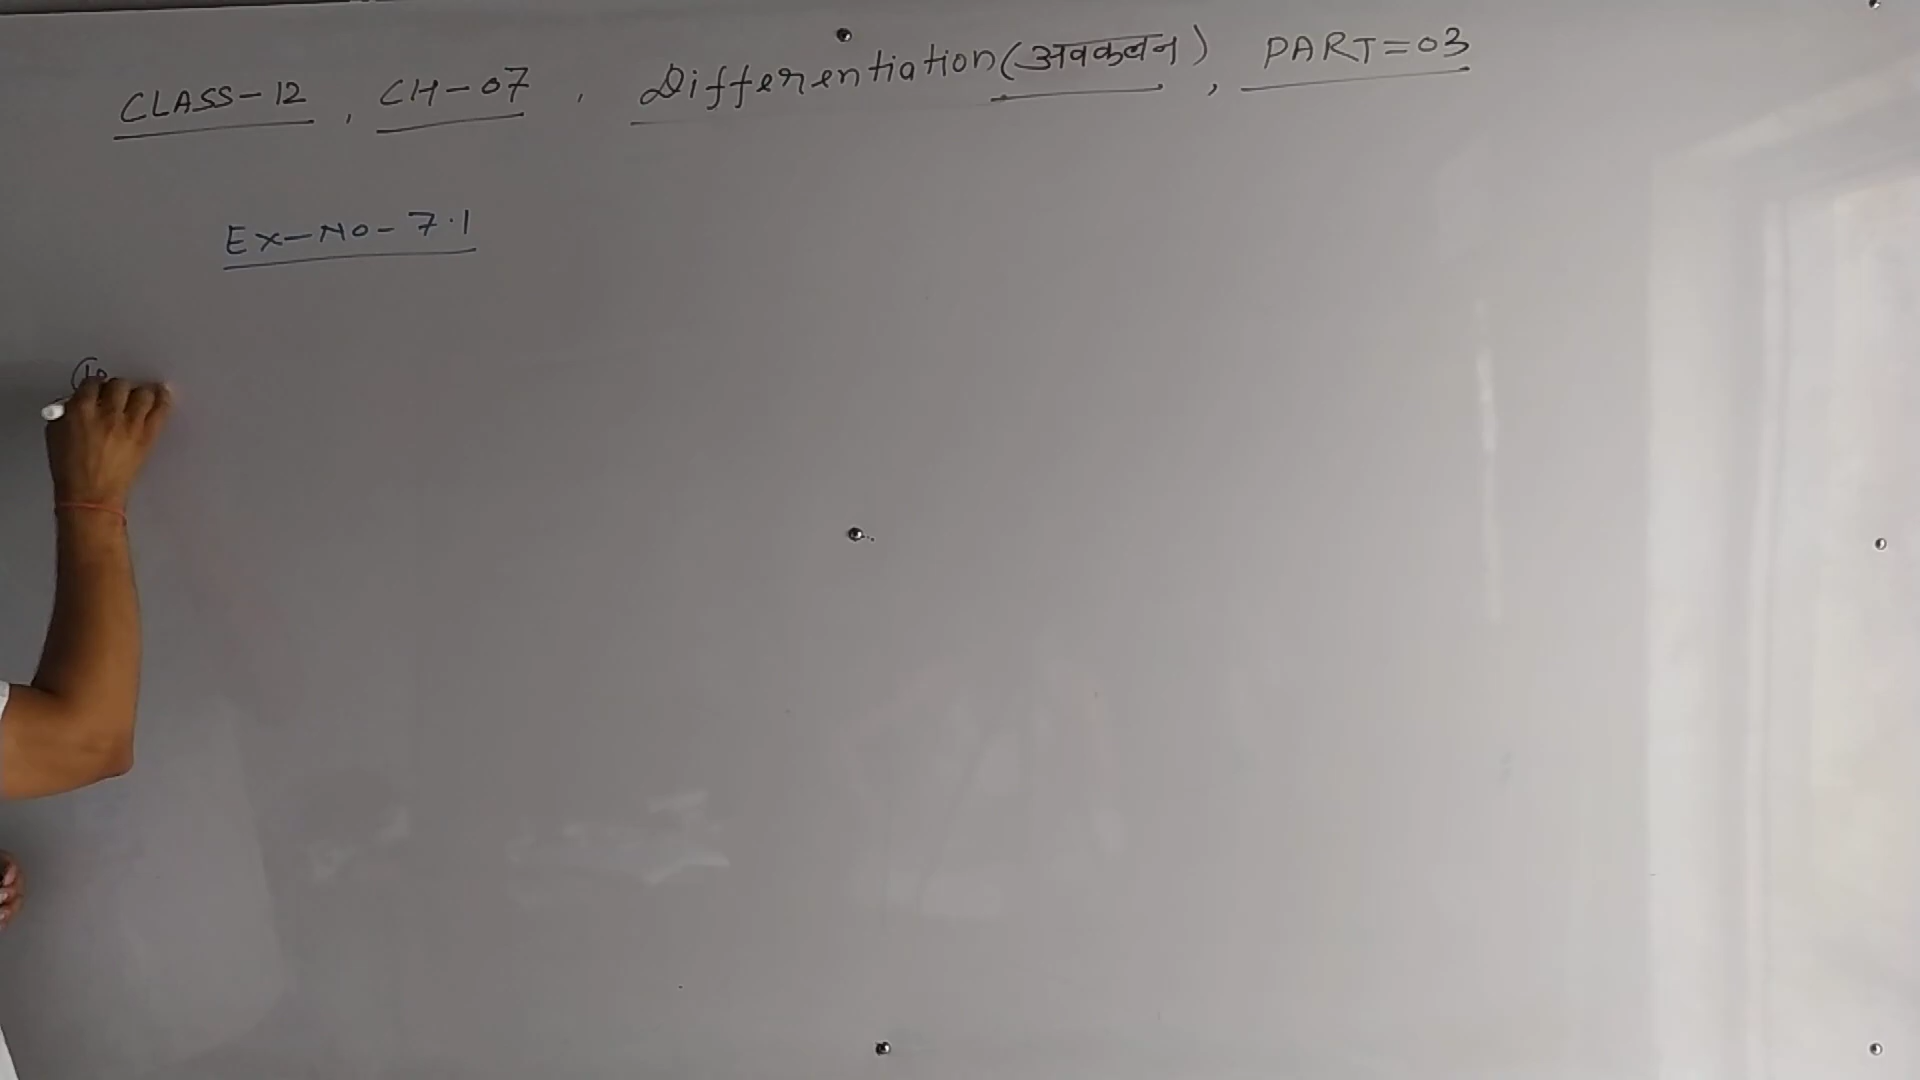 CLASS-12, CH-07, Differentiation(अवकलन), PART=03
Ex-No-7.1